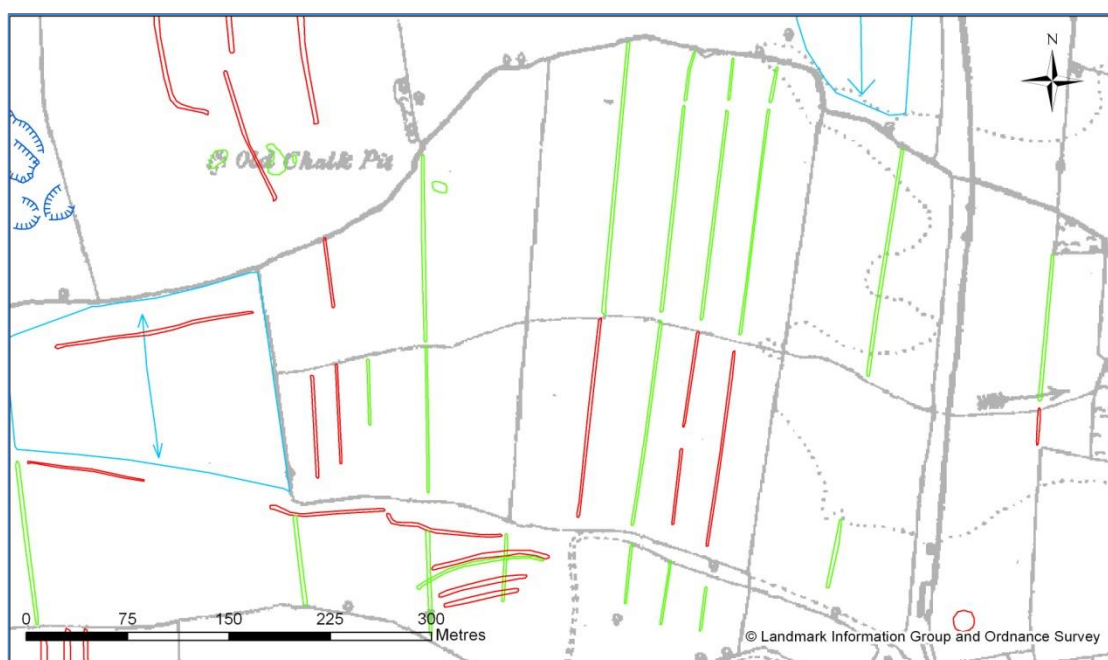 N
Old Chalk Pit
0 75 150 225 300
Metres
© Landmark Information Group and Ordnance Survey